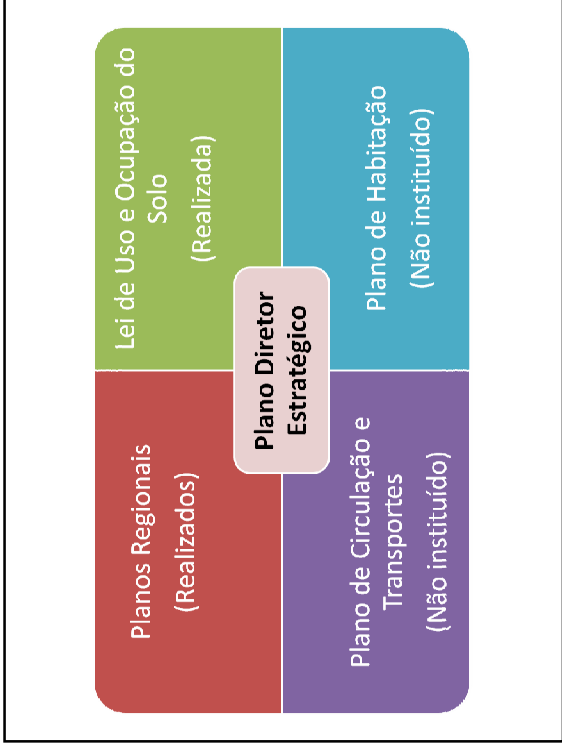 Planos Regionais
(Realizados)
Lei de Uso e Ocupação do
Solo
(Realizada)
Plano Diretor
Estratégico
Plano de Circulação e
Transportes
(Não instituído)
Plano de Habitação
(Não instituído)